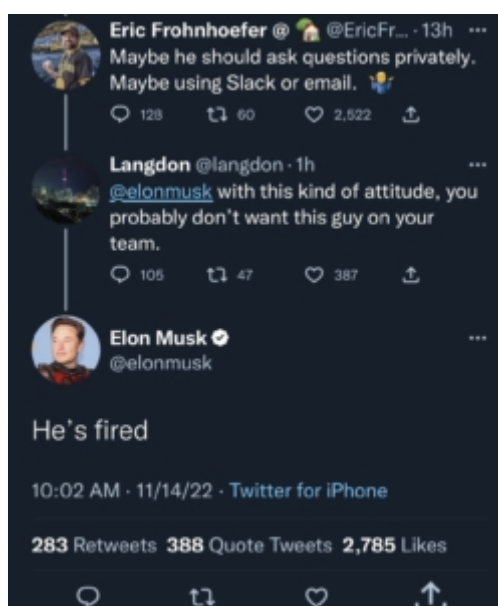 Eric Frohnhoefer @ 🏡 @EricFr... · 13h
Maybe he should ask questions privately.
Maybe using Slack or email. 🤷‍♂️
128 60 2,522
Langdon @langdon · 1h
@elonmusk with this kind of attitude, you
probably don't want this guy on your
team.
105 47 387
Elon Musk
@elonmusk
He's fired
10:02 AM · 11/14/22 · Twitter for iPhone
283 Retweets 388 Quote Tweets 2,785 Likes